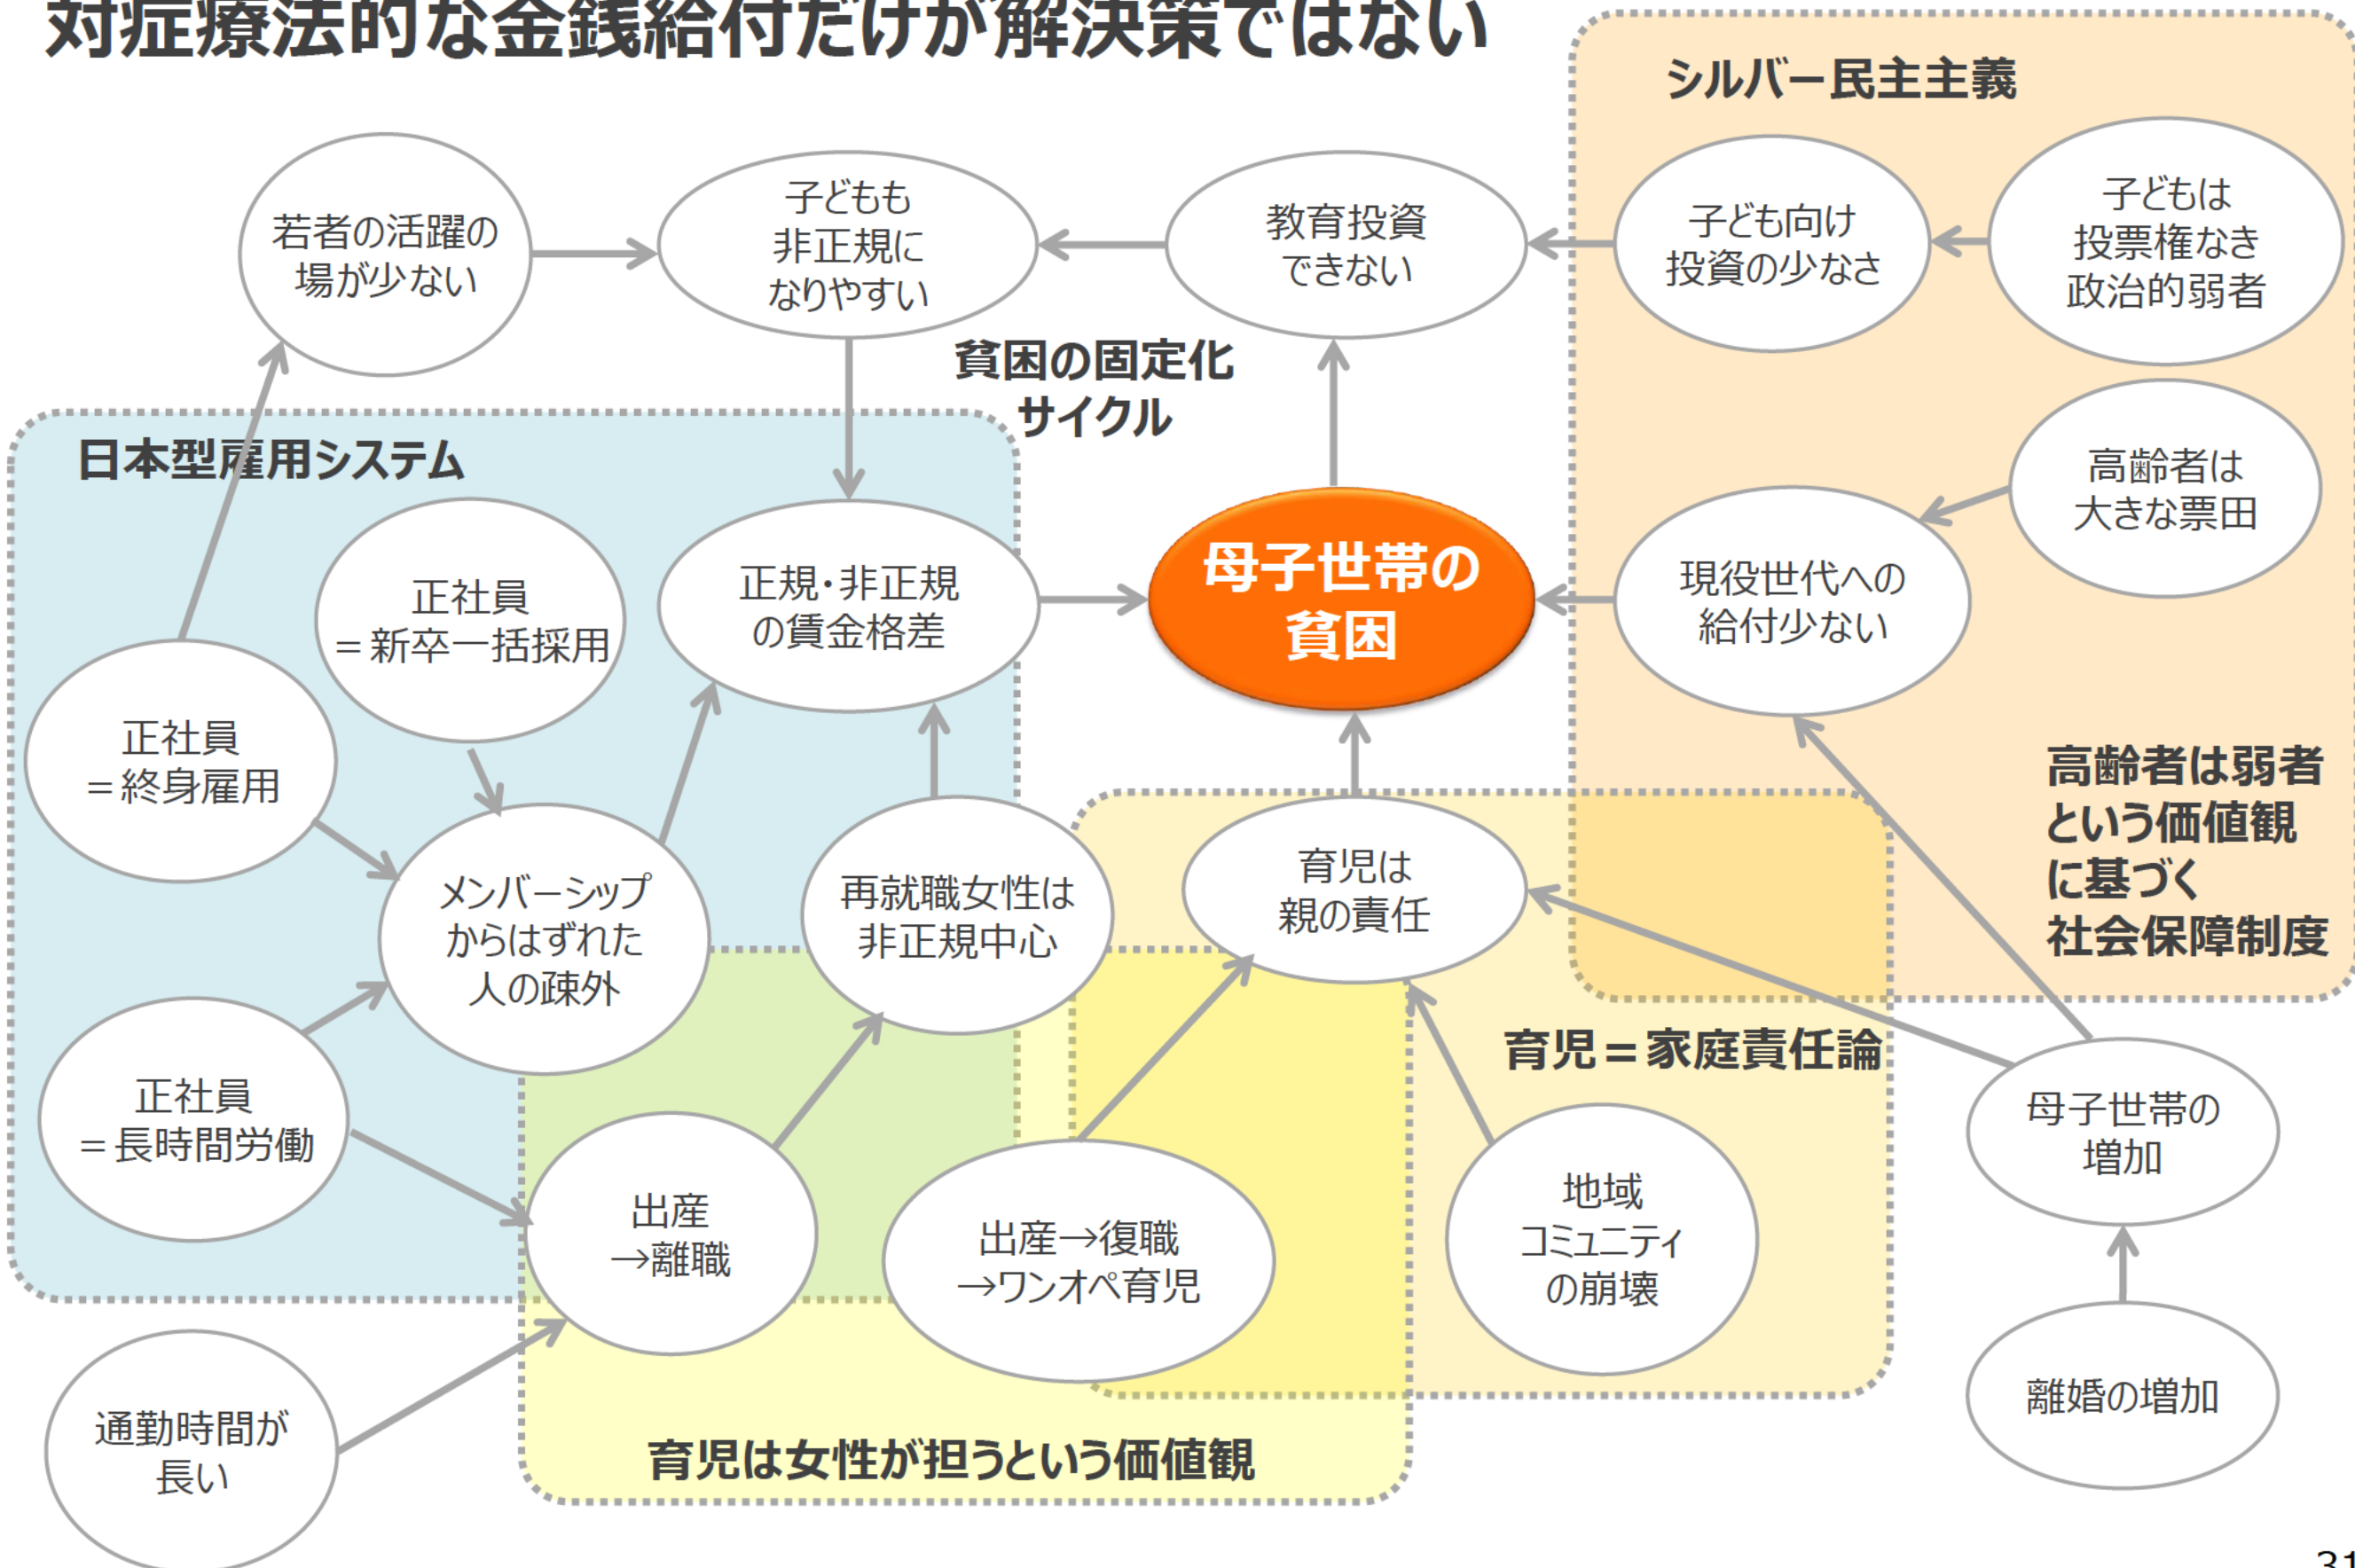 対症療法的な金銭給付だけが解決策ではない
シルバー民主主義
若者の活躍の
場が少ない
子どもも
非正規に
なりやすい
教育投資
できない
子ども向け
投資の少なさ
子どもは
投票権なき
政治的弱者
貧困の固定化
サイクル
日本型雇用システム
高齢者は
大きな票田
正社員
＝新卒一括採用
正規・非正規
の賃金格差
母子世帯の
貧困
現役世代への
給付少ない
正社員
＝終身雇用
高齢者は弱者
という価値観
に基づく
社会保障制度
メンバーシップ
からはずれた
人の疎外
再就職女性は
非正規中心
育児は
親の責任
育児＝家庭責任論
正社員
＝長時間労働
出産
→離職
出産→復職
→ワンオペ育児
地域
コミュニティ
の崩壊
母子世帯の
増加
通勤時間が
長い
育児は女性が担うという価値観
離婚の増加
31